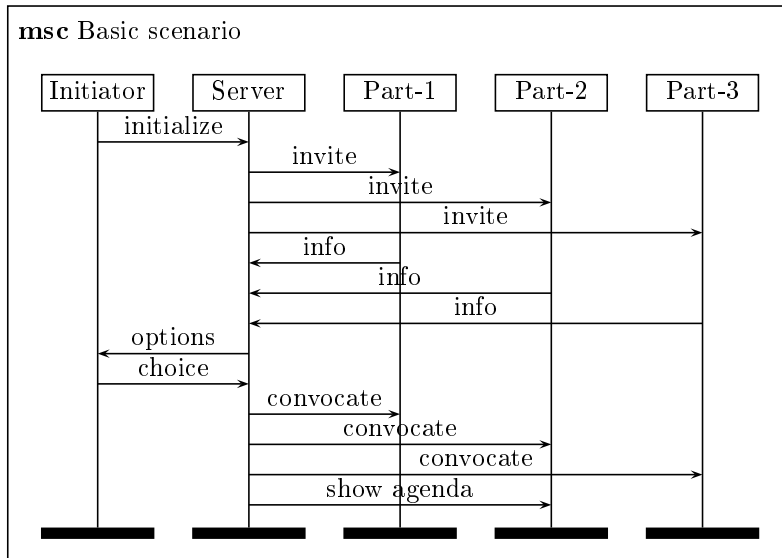 msc Basic scenario
Initiator Server Part-1 Part-2 Part-3
initialize
invite
invite
invite
info
info
info
options
choice
convocate
convocate
convocate
show agenda